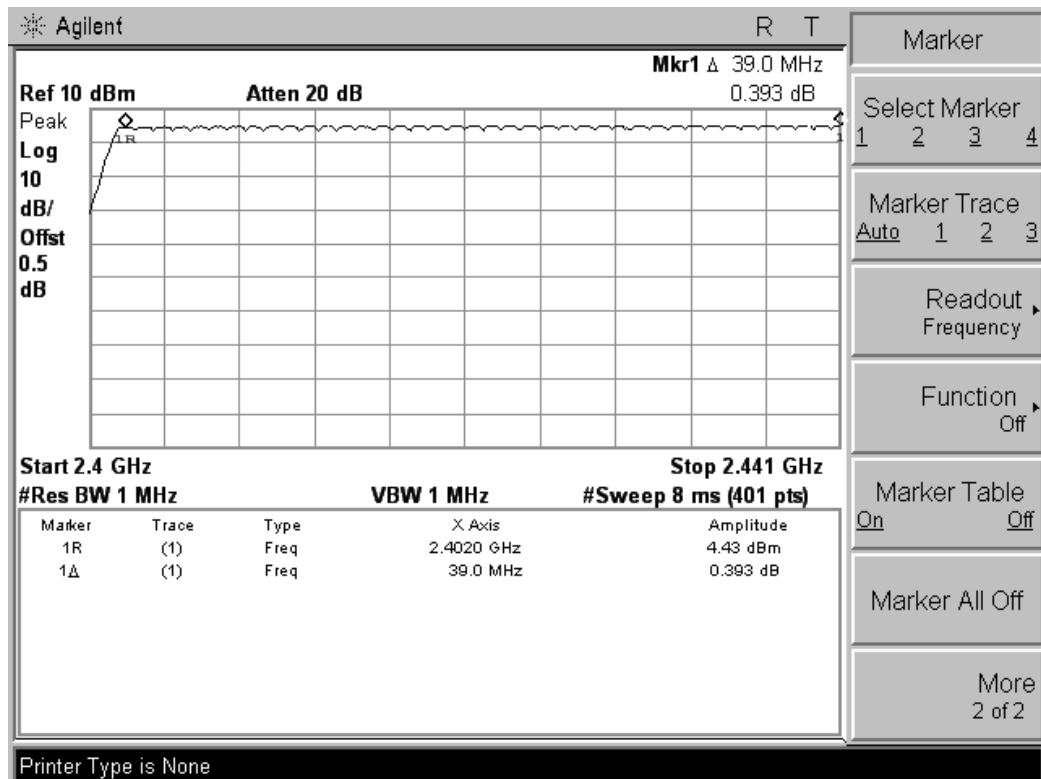 Agilent R T
Mkr1 Δ 39.0 MHz
Ref 10 dBm Atten 20 dB 0.393 dB
Peak
Log
10
dB/
Offst
0.5
dB
1R
1
Start 2.4 GHz Stop 2.441 GHz
#Res BW 1 MHz VBW 1 MHz #Sweep 8 ms (401 pts)
Marker Trace Type X Axis Amplitude
1R (1) Freq 2.4020 GHz 4.43 dBm
1Δ (1) Freq 39.0 MHz 0.393 dB
Marker
Select Marker
1 2 3 4
Marker Trace
Auto 1 2 3
Readout
Frequency
Function
Off
Marker Table
On Off
Marker All Off
More
2 of 2
Printer Type is None